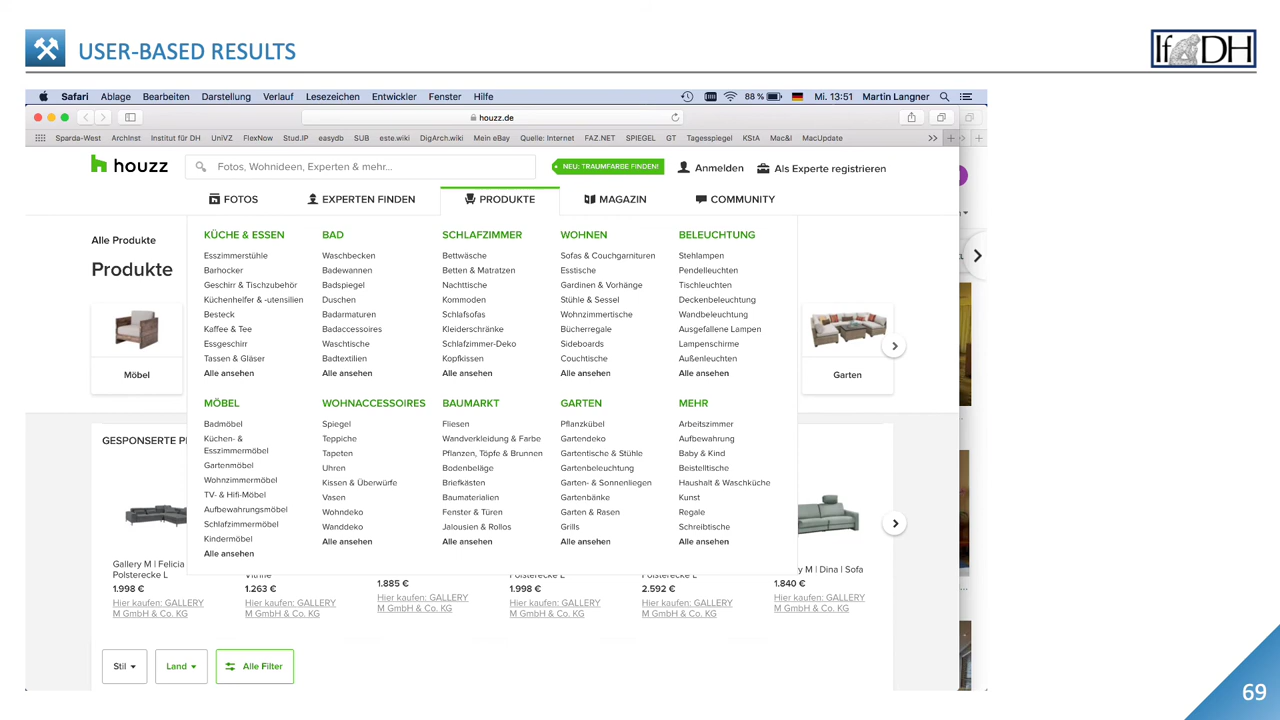 USER-BASED RESULTS
IfDH
Safari Ablage Bearbeiten Darstellung Verlauf Lesezeichen Entwickler Fenster Hilfe 88 % Mi. 13:51 Martin Langner
houzz.de
Sparda-West ArchInst Institut für DH UniVZ FlexNow Stud.IP easydb SUB este.wiki DigArch.wiki Mein eBay Quelle: Internet FAZ.NET SPIEGEL GT Tagesspiegel KStA Mac&I MacUpdate
houzz
Fotos, Wohnideen, Experten & mehr...
NEU: TRAUMFARBE FINDEN!
Anmelden
Als Experte registrieren
FOTOS EXPERTEN FINDEN PRODUKTE MAGAZIN COMMUNITY
Alle Produkte
Produkte
Möbel
KÜCHE & ESSEN
Esszimmerstühle
Barhocker
Geschirr & Tischzubehör
Küchenhelfer & -utensilien
Besteck
Kaffee & Tee
Essgeschirr
Tassen & Gläser
Alle ansehen
BAD
Waschbecken
Badewannen
Badspiegel
Duschen
Badarmaturen
Badaccessoires
Waschtische
Badtextilien
Alle ansehen
SCHLAFZIMMER
Bettwäsche
Betten & Matratzen
Nachttische
Kommoden
Schlafsofas
Kleiderschränke
Schlafzimmer-Deko
Kopfkissen
Alle ansehen
WOHNEN
Sofas & Couchgarnituren
Esstische
Gardinen & Vorhänge
Stühle & Sessel
Wohnzimmertische
Bücherregale
Sideboards
Couchtische
Alle ansehen
BELEUCHTUNG
Stehlampen
Pendelleuchten
Tischleuchten
Deckenbeleuchtung
Wandbeleuchtung
Ausgefallene Lampen
Lampenschirme
Außenleuchten
Alle ansehen
Garten
MÖBEL
Badmöbel
Küchen- &
Esszimmermöbel
Gartenmöbel
Wohnzimmermöbel
TV- & Hifi-Möbel
Aufbewahrungsmöbel
Schlafzimmermöbel
Kindermöbel
Alle ansehen
WOHNACCESSOIRES
Spiegel
Teppiche
Tapeten
Uhren
Kissen & Überwürfe
Vasen
Wohndeko
Wanddeko
Alle ansehen
BAUMARKT
Fliesen
Wandverkleidung & Farbe
Pflanzen, Töpfe & Brunnen
Bodenbeläge
Briefkästen
Baumaterialien
Fenster & Türen
Jalousien & Rollos
Alle ansehen
GARTEN
Pflanzkübel
Gartendeko
Gartentische & Stühle
Gartenbeleuchtung
Garten- & Sonnenliegen
Gartenbänke
Garten & Rasen
Grills
Alle ansehen
MEHR
Arbeitszimmer
Aufbewahrung
Baby & Kind
Beistelltische
Haushalt & Waschküche
Kunst
Regale
Schreibtische
Alle ansehen
GESPONSERTE
Gallery M | Felicia
Polsterecke L
1.998 €
Hier kaufen: GALLERY
M GmbH & Co. KG
Vitrine
1.263 €
Hier kaufen: GALLERY
M GmbH & Co. KG
1.885 €
Hier kaufen: GALLERY
M GmbH & Co. KG
Polsterecke L
1.998 €
Hier kaufen: GALLERY
M GmbH & Co. KG
Polsterecke L
2.592 €
Hier kaufen: GALLERY
M GmbH & Co. KG
M | Dina | Sofa
1.840 €
Hier kaufen: GALLERY
M GmbH & Co. KG
Stil
Land
Alle Filter
69